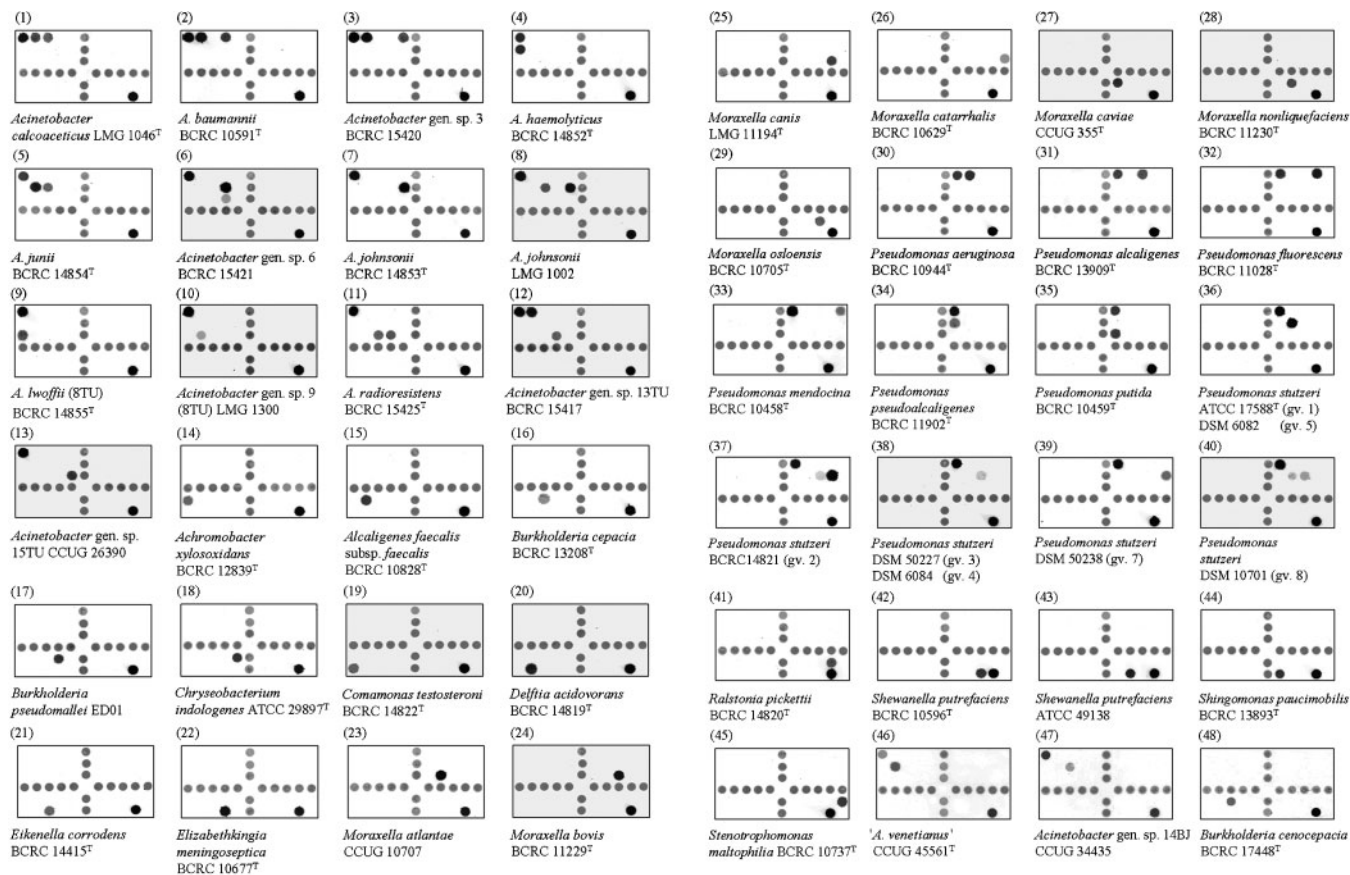 (1) (2) (3) (4)
Acinetobacter
calcoaceticus LMG 1046T
A. baumannii
BCRC 10591T
Acinetobacter gen. sp. 3
BCRC 15420
A. haemolyticus
BCRC 14852T
(5) (6) (7) (8)
A. junii
BCRC 14854T
Acinetobacter gen. sp. 6
BCRC 15421
A. johnsonii
BCRC 14853T
A. johnsonii
LMG 1002
(9) (10) (11) (12)
A. lwoffii (8TU)
BCRC 14855T
Acinetobacter gen. sp. 9
(8TU) LMG 1300
A. radioresistens
BCRC 15425T
Acinetobacter gen. sp. 13TU
BCRC 15417
(13) (14) (15) (16)
Acinetobacter gen. sp.
15TU CCUG 26390
Achromobacter
xylosoxidans
BCRC 12839T
Alcaligenes faecalis
subsp. faecalis
BCRC 10828T
Burkholderia cepacia
BCRC 13208T
(17) (18) (19) (20)
Burkholderia
pseudomallei ED01
Chryseobacterium
indologenes ATCC 29897T
Comamonas testosteroni
BCRC 14822T
Delftia acidovorans
BCRC 14819T
(21) (22) (23) (24)
Eikenella corrodens
BCRC 14415T
Elizabethkingia
meningoseptica
BCRC 10677T
Moraxella atlantae
CCUG 10707
Moraxella bovis
BCRC 11229T
(25) (26) (27) (28)
Moraxella canis
LMG 11194T
Moraxella catarrhalis
BCRC 10629T
Moraxella caviae
CCUG 355T
Moraxella nonliquefaciens
BCRC 11230T
(29) (30) (31) (32)
Moraxella osloensis
BCRC 10705T
Pseudomonas aeruginosa
BCRC 10944T
Pseudomonas alcaligenes
BCRC 13909T
Pseudomonas fluorescens
BCRC 11028T
(33) (34) (35) (36)
Pseudomonas mendocina
BCRC 10458T
Pseudomonas
pseudoalcaligenes
BCRC 11902T
Pseudomonas putida
BCRC 10459T
Pseudomonas stutzeri
ATCC 17588T (gv. 1)
DSM 6082 (gv. 5)
(37) (38) (39) (40)
Pseudomonas stutzeri
BCRC14821 (gv. 2)
Pseudomonas stutzeri
DSM 50227 (gv. 3)
DSM 6084 (gv. 4)
Pseudomonas stutzeri
DSM 50238 (gv. 7)
Pseudomonas
stutzeri
DSM 10701 (gv. 8)
(41) (42) (43) (44)
Ralstonia pickettii
BCRC 14820T
Shewanella putrefaciens
BCRC 10596T
Shewanella putrefaciens
ATCC 49138
Shingomonas paucimobilis
BCRC 13893T
(45) (46) (47) (48)
Stenotrophomonas
maltophilia BCRC 10737T
'A. venetianus'
CCUG 45561T
Acinetobacter gen. sp. 14BJ
CCUG 34435
Burkholderia cenocepacia
BCRC 17448T